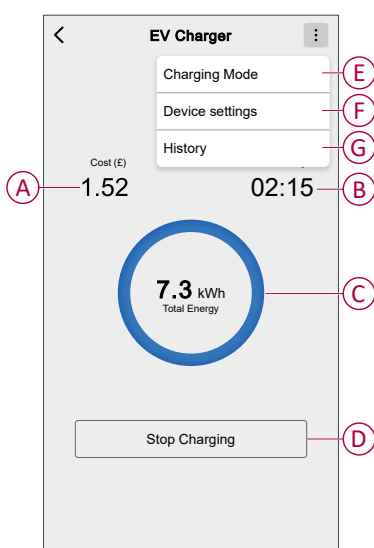 EV Charger
Charging Mode
E
Device settings
F
History
G
Cost (£)
A
1.52
02:15
B
7.3 kWh
Total Energy
C
Stop Charging
D